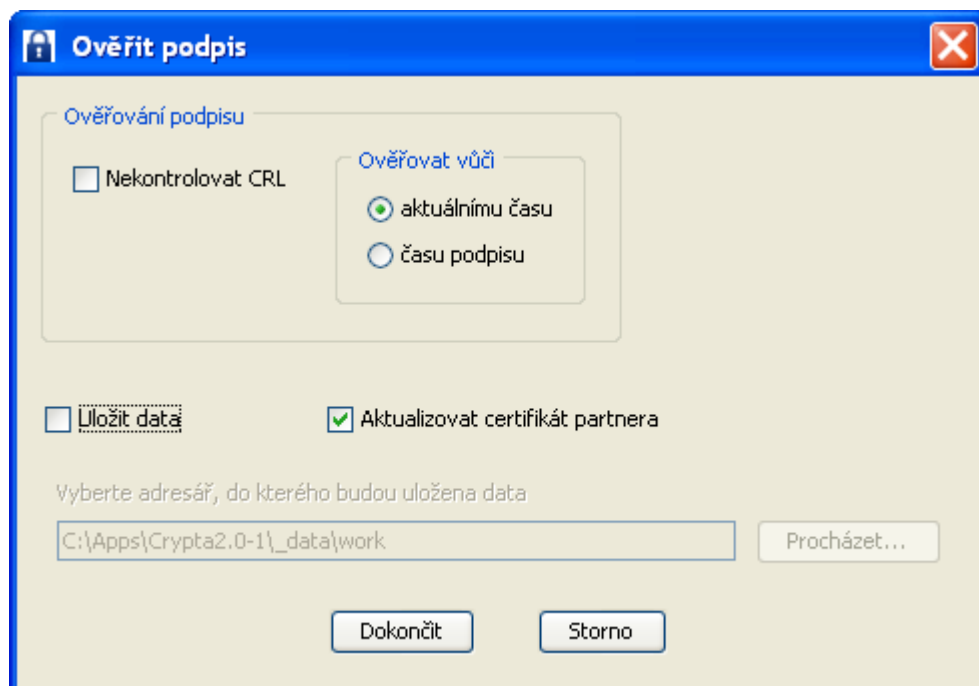 Ověřit podpis
Ověřování podpisu
Nekontrolovat CRL
Ověřovat vůči
aktuálnímu času
času podpisu
Uložit data
Aktualizovat certifikát partnera
Vyberte adresář, do kterého budou uložena data
C:\Apps\Crypta2.0-1\_data\work
Procházet...
Dokončit
Storno